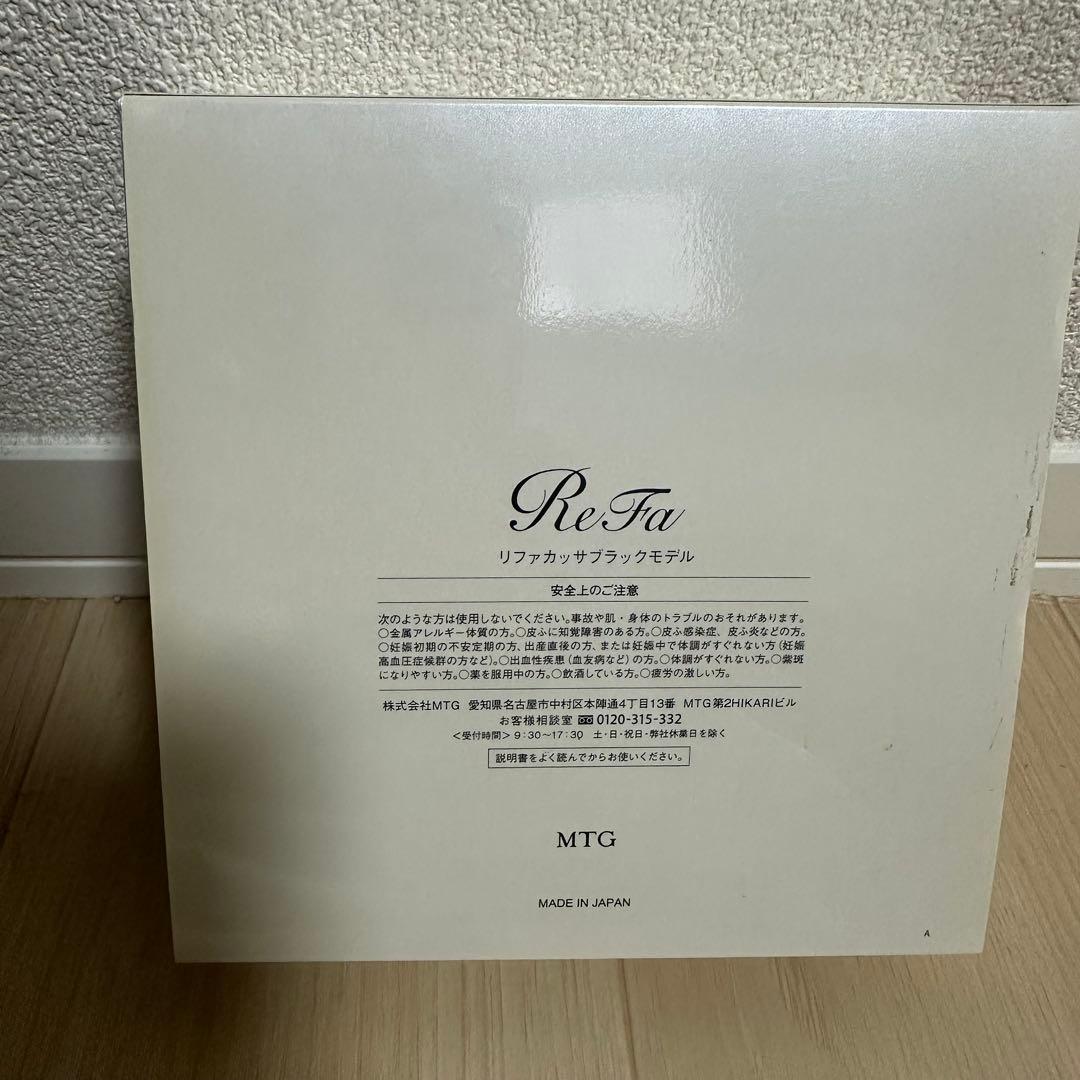 ReFa
リファカッサブラックモデル
安全上のご注意
次のような方は使用しないでください。事故や肌・身体のトラブルのおそれがあります。
○金属アレルギー体質の方。○皮ふに知覚障害のある方。○皮ふ感染症、皮ふ炎などの方。
○妊娠初期の不安定期の方、出産直後の方、または妊娠中で体調がすぐれない方(妊娠
高血圧症候群の方など)。○出血性疾患(血友病など)の方。○体調がすぐれない方。○紫斑
になりやすい方。○薬を服用中の方。○飲酒している方。○疲労の激しい方。
株式会社MTG 愛知県名古屋市中村区本陣通4丁目13番 MTG第2HIKARIビル
お客様相談室 0120-315-332
<受付時間> 9:30～17:30 土・日・祝日・弊社休業日を除く
説明書をよく読んでからお使いください。
MTG
MADE IN JAPAN
A